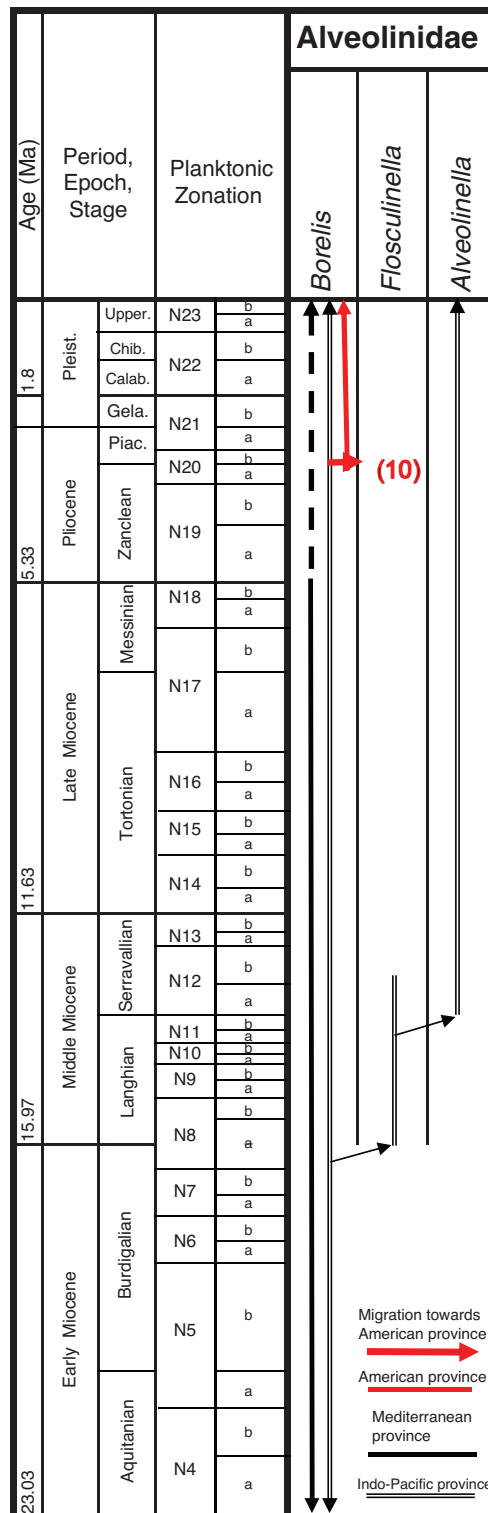 Alveolinidae
Age (Ma)
Period,
Epoch,
Stage
Planktonic
Zonation
Borelis
Flosculinella
Alveolinella
1.8
5.33
11.63
15.97
23.03
Pleist.
Pliocene
Late Miocene
Middle Miocene
Early Miocene
Upper.
Chib.
Calab.
Gela.
Piac.
Zanclean
Messinian
Tortonian
Serravallian
Langhian
Burdigalian
Aquitanian
N23
b
a
N22
b
a
N21
b
a
N20
b
a
N19
b
a
N18
b
a
N17
b
a
N16
b
a
N15
b
a
N14
b
a
N13
b
a
N12
b
a
N11
b
a
N10
b
a
N9
b
a
N8
b
a
N7
b
a
N6
b
a
N5
b
a
N4
b
a
(10)
Migration towards
American province
American province
Mediterranean
province
Indo-Pacific province